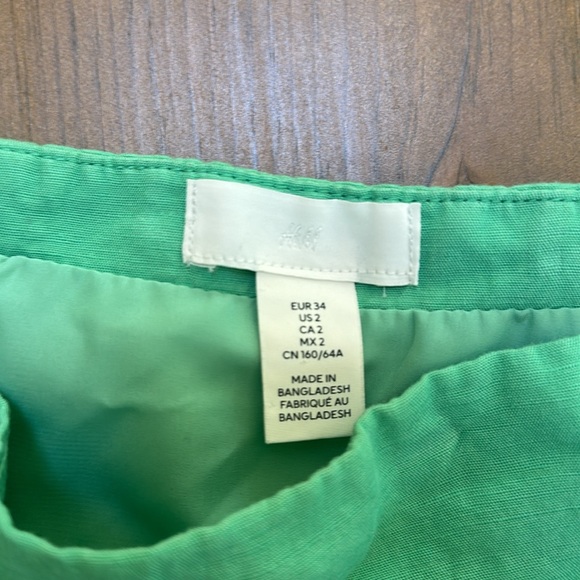 H&M
EUR 34
US 2
CA 2
MX 2
CN 160/64A
MADE IN
BANGLADESH
FABRIQUÉ AU
BANGLADESH